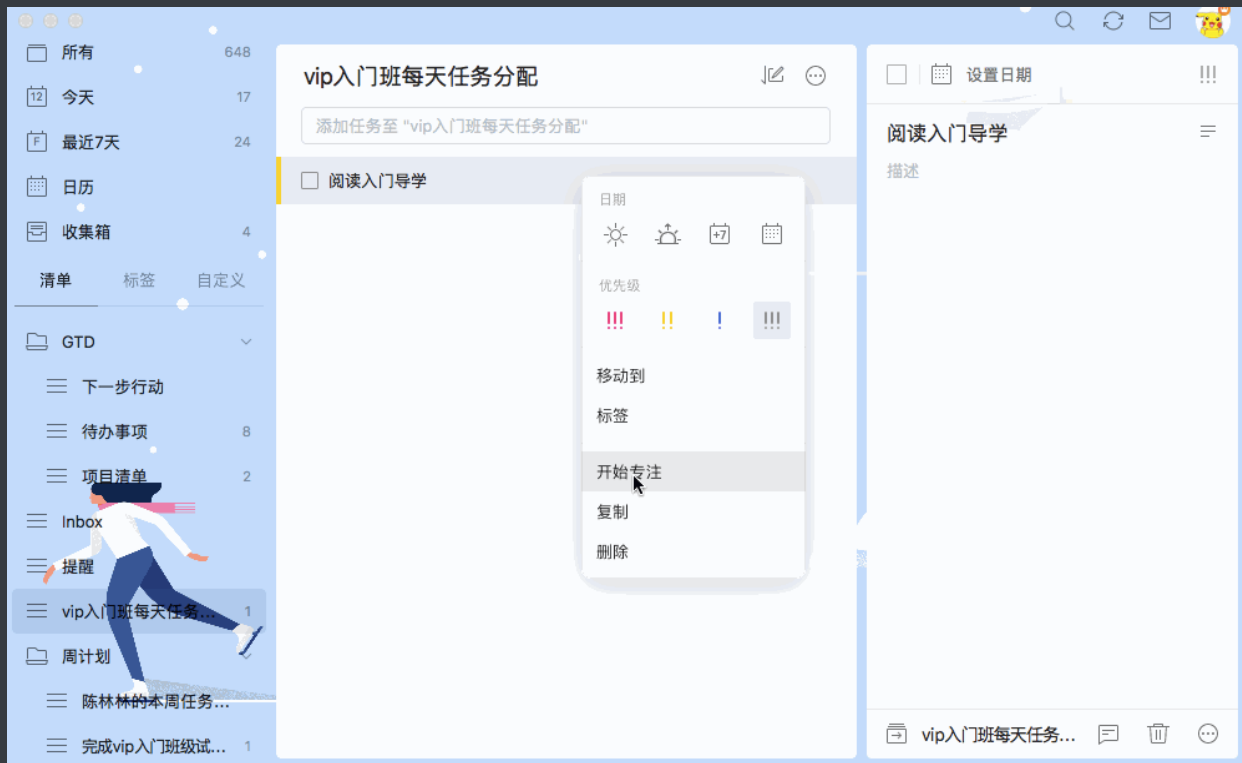 所有 648
12 今天 17
F 最近7天 24
日历
收集箱 4
清单 标签 自定义
GTD
下一步行动
待办事项 8
项目清单 2
Inbox
提醒
vip入门班每天任务... 1
周计划
陈林林的本周任务...
完成vip入门班级试... 1
vip入门班每天任务分配
添加任务至 "vip入门班每天任务分配"
阅读入门导学
日期
+7
优先级
!!! !! ! !!!
移动到
标签
开始专注
复制
删除
设置日期 !!!
阅读入门导学
描述
vip入门班每天任务...